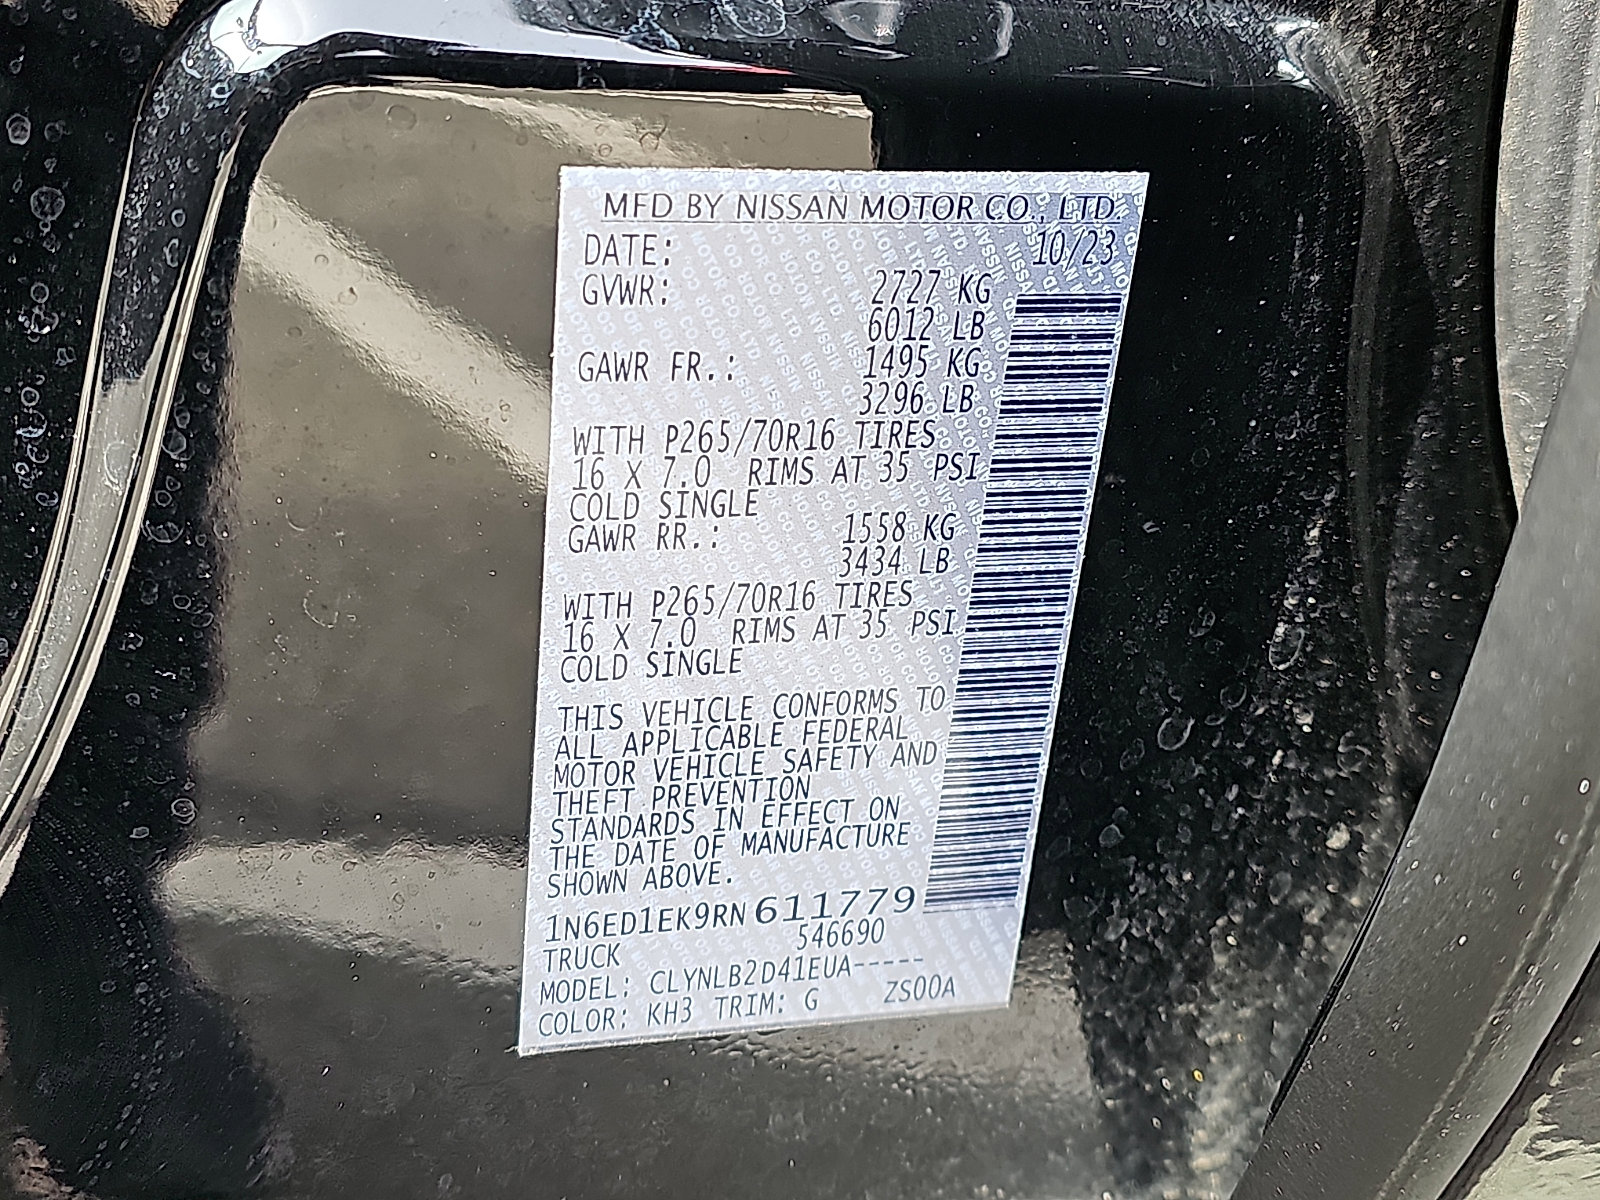 MFD BY NISSAN MOTOR CO., LTD.
DATE: 10/23
GVWR: 2727 KG
6012 LB
GAWR FR.: 1495 KG
3296 LB
WITH P265/70R16 TIRES
16 X 7.0 RIMS AT 35 PSI
COLD SINGLE
GAWR RR.: 1558 KG
3434 LB
WITH P265/70R16 TIRES
16 X 7.0 RIMS AT 35 PSI
COLD SINGLE
THIS VEHICLE CONFORMS TO
ALL APPLICABLE FEDERAL
MOTOR VEHICLE SAFETY AND
THEFT PREVENTION
STANDARDS IN EFFECT ON
THE DATE OF MANUFACTURE
SHOWN ABOVE.
1N6ED1EK9RN611779
TRUCK 546690
MODEL: CLYNLB2D41EUA-----
COLOR: KH3 TRIM: G ZS00A